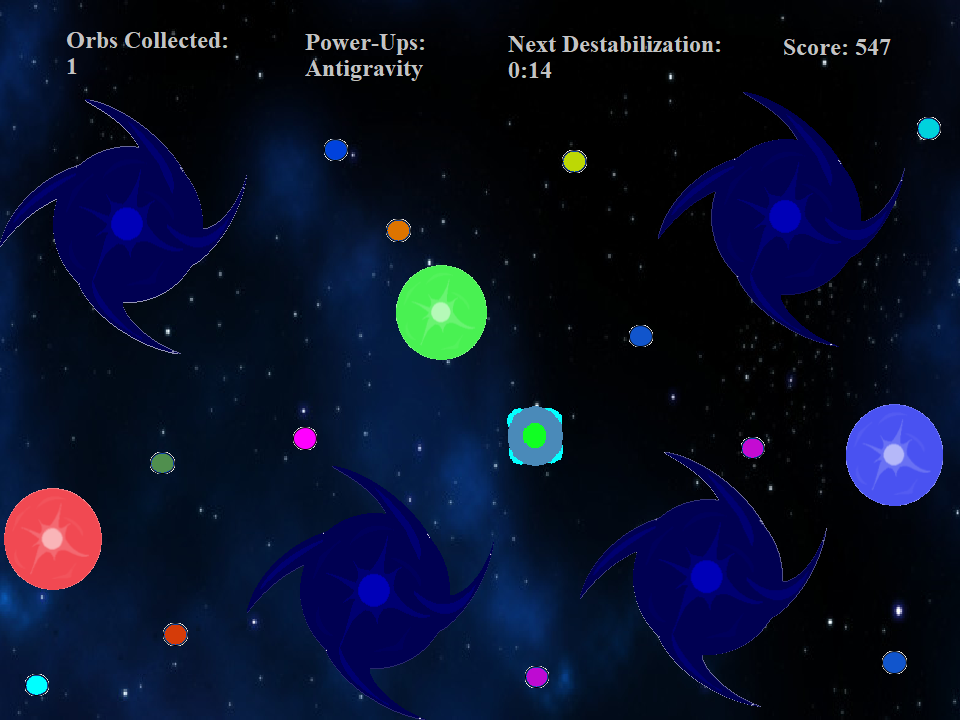 Orbs Collected:
1
Power-Ups:
Antigravity
Next Destabilization:
0:14
Score: 547